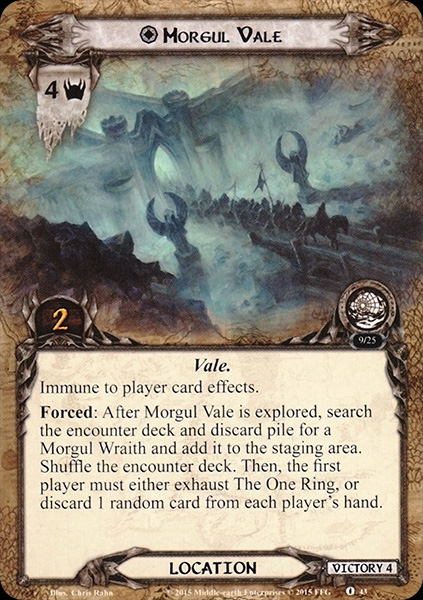 MORGUL VALE
4
2
9/25
Vale.
Immune to player card effects.
Forced: After Morgul Vale is explored, search
the encounter deck and discard pile for a
Morgul Wraith and add it to the staging area.
Shuffle the encounter deck. Then, the first
player must either exhaust The One Ring, or
discard 1 random card from each player's hand.
LOCATION
VICTORY 4
Illus. Chris Rahn
© 2015 Middle-earth Enterprises © 2015 FFG
43